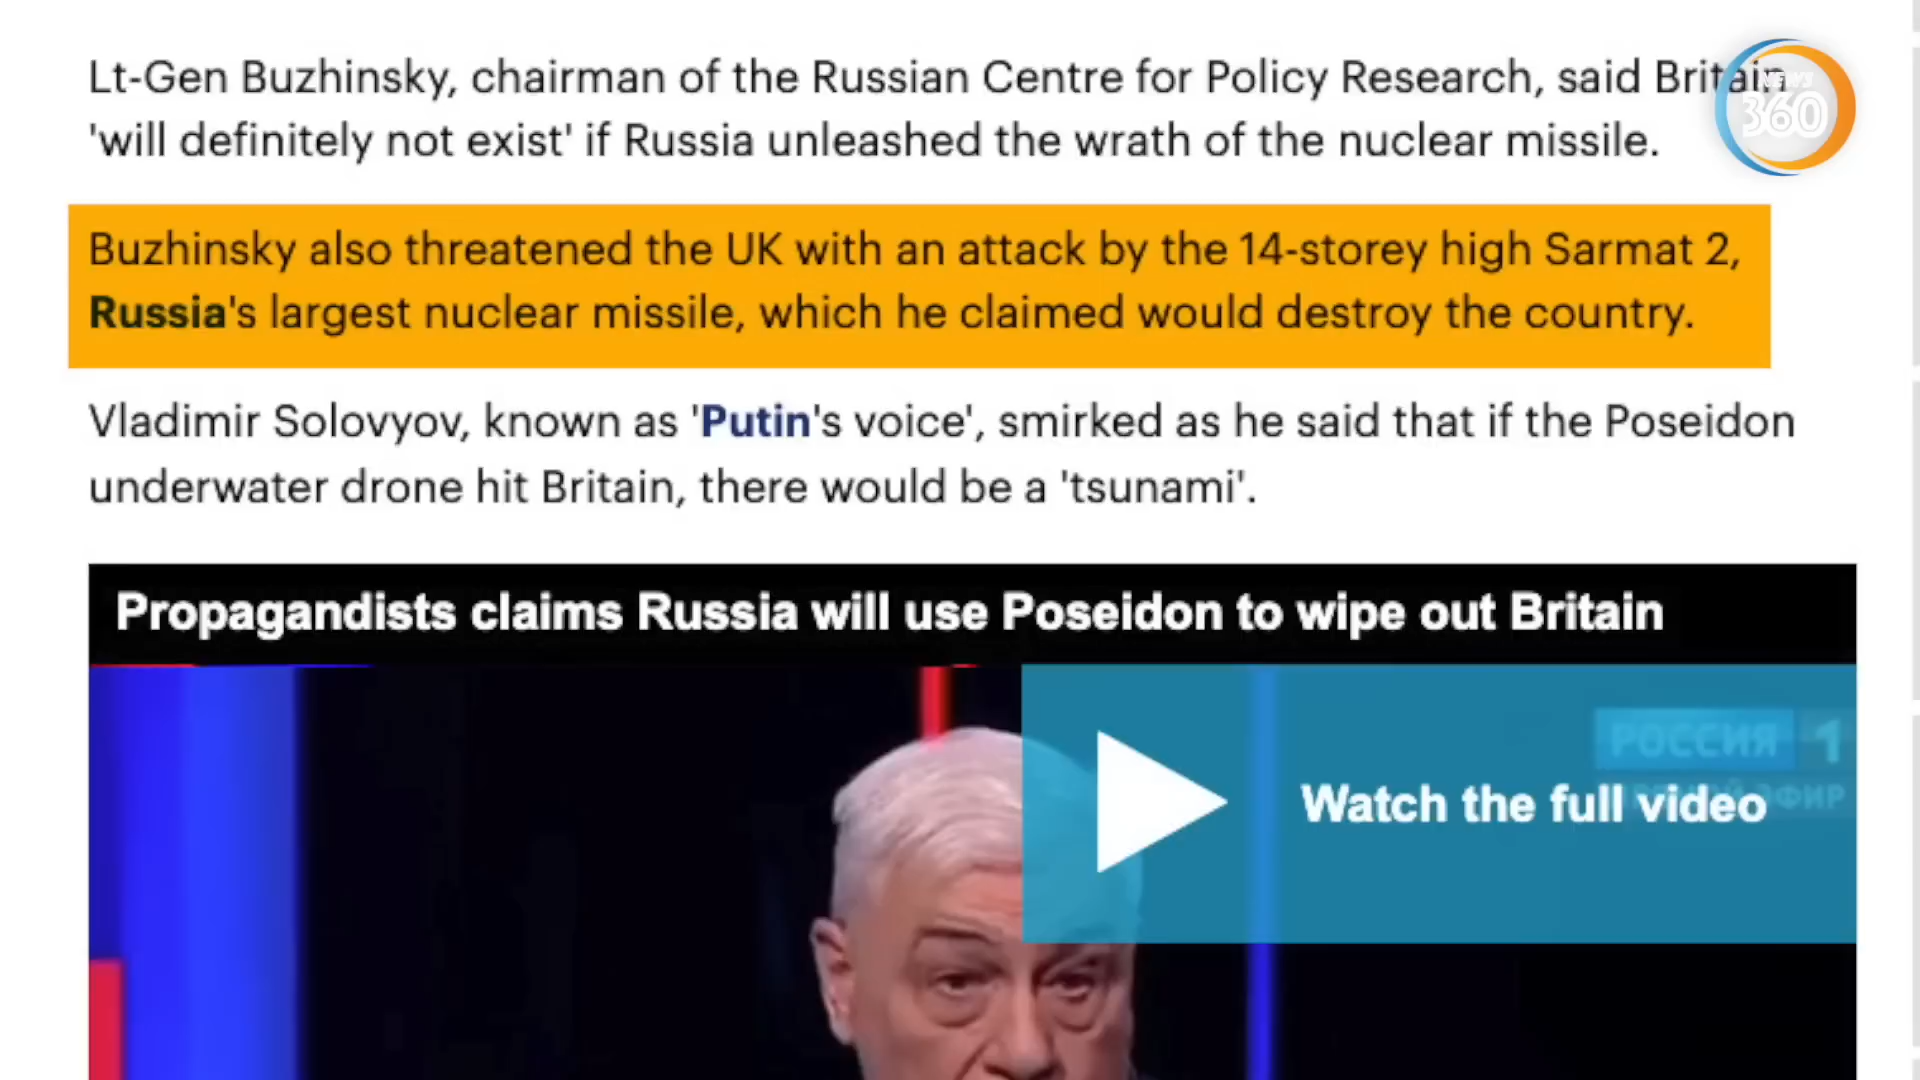 Lt-Gen Buzhinsky, chairman of the Russian Centre for Policy Research, said Britain
'will definitely not exist' if Russia unleashed the wrath of the nuclear missile.
NEWS
360
Buzhinsky also threatened the UK with an attack by the 14-storey high Sarmat 2,
Russia's largest nuclear missile, which he claimed would destroy the country.
Vladimir Solovyov, known as 'Putin's voice', smirked as he said that if the Poseidon
underwater drone hit Britain, there would be a 'tsunami'.
Propagandists claims Russia will use Poseidon to wipe out Britain
РОССИЯ 1
Watch the full video
ЭФИР